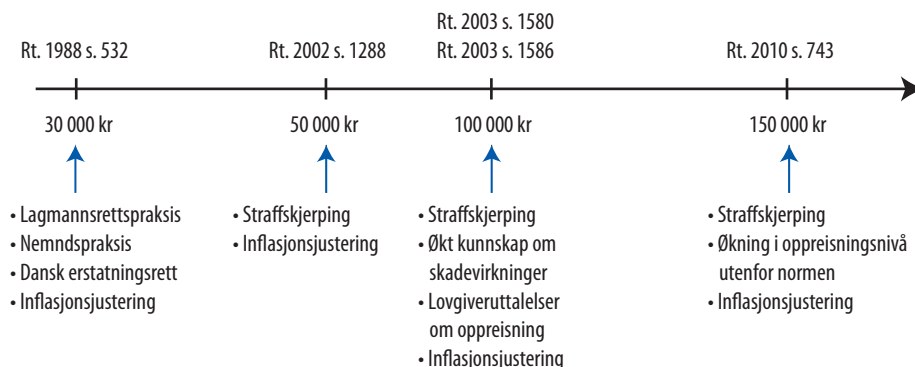 Rt. 1988 s. 532
Rt. 2002 s. 1288
Rt. 2003 s. 1580
Rt. 2003 s. 1586
Rt. 2010 s. 743
30 000 kr
50 000 kr
100 000 kr
150 000 kr
• Lagmannsrettspraksis
• Nemndspraksis
• Dansk erstatningsrett
• Inflasjonsjustering
• Straffskjerping
• Inflasjonsjustering
• Straffskjerping
• Økt kunnskap om
skadevirkninger
• Lovgiveruttalelser
om oppreisning
• Inflasjonsjustering
• Straffskjerping
• Økning i oppreisningsnivå
utenfor normen
• Inflasjonsjustering